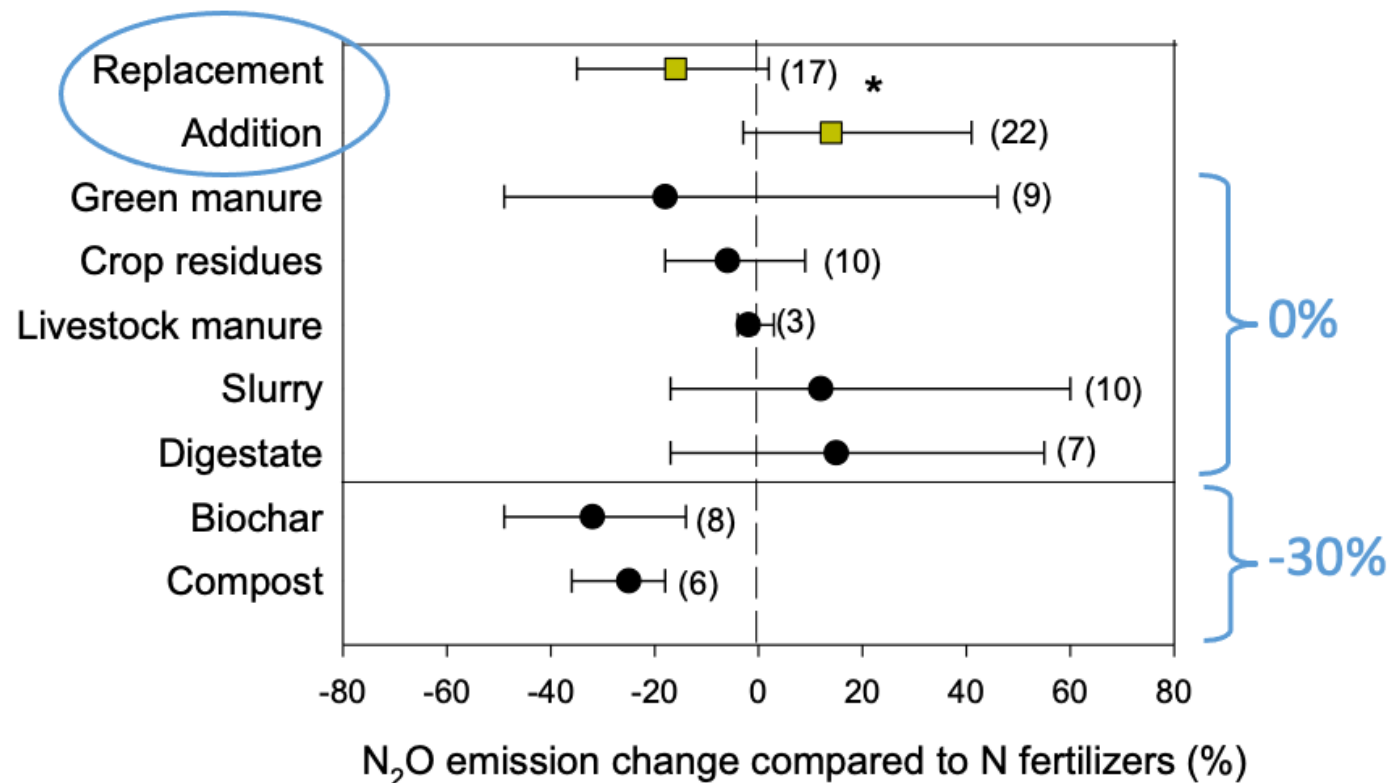 Replacement (17)
*
Addition (22)
Green manure (9)
Crop residues (10)
Livestock manure (3)
0%
Slurry (10)
Digestate (7)
Biochar (8)
-30%
Compost (6)
-80 -60 -40 -20 0 20 40 60 80
N₂O emission change compared to N fertilizers (%)